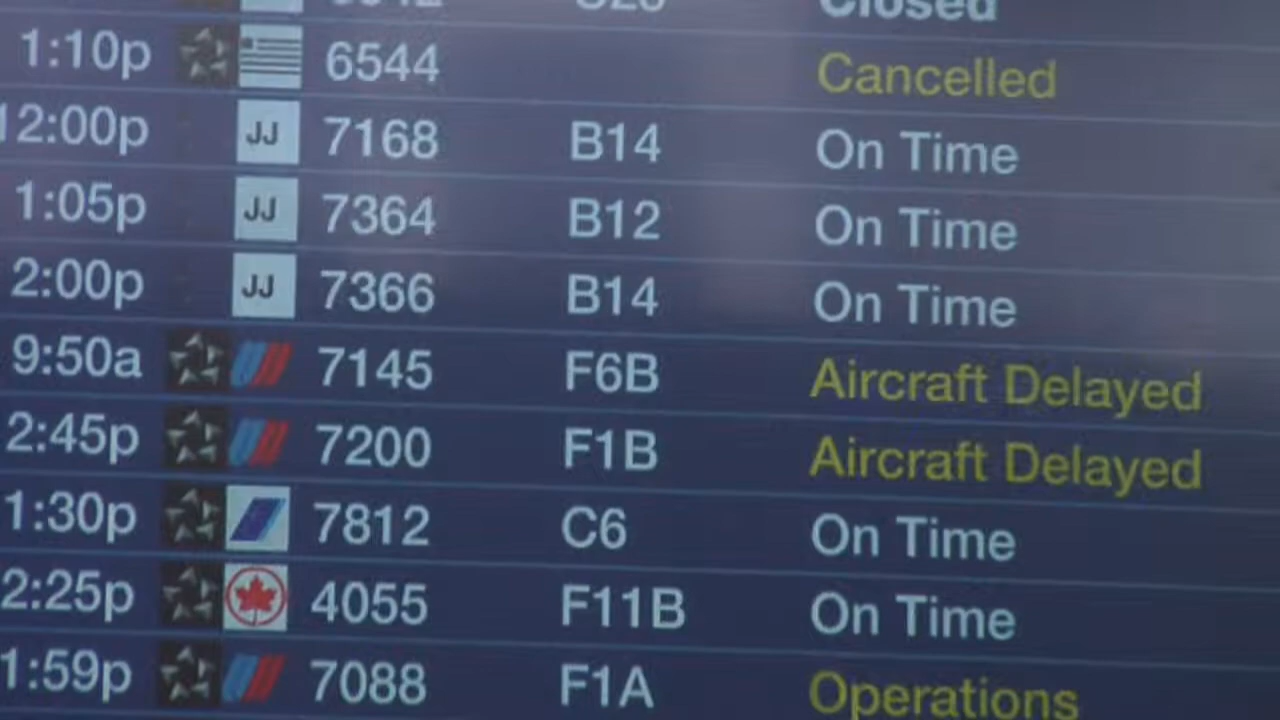 Closed
1:10p 6544 Cancelled
12:00p JJ 7168 B14 On Time
1:05p JJ 7364 B12 On Time
2:00p JJ 7366 B14 On Time
9:50a 7145 F6B Aircraft Delayed
2:45p 7200 F1B Aircraft Delayed
1:30p 7812 C6 On Time
2:25p 4055 F11B On Time
1:59p 7088 F1A Operations